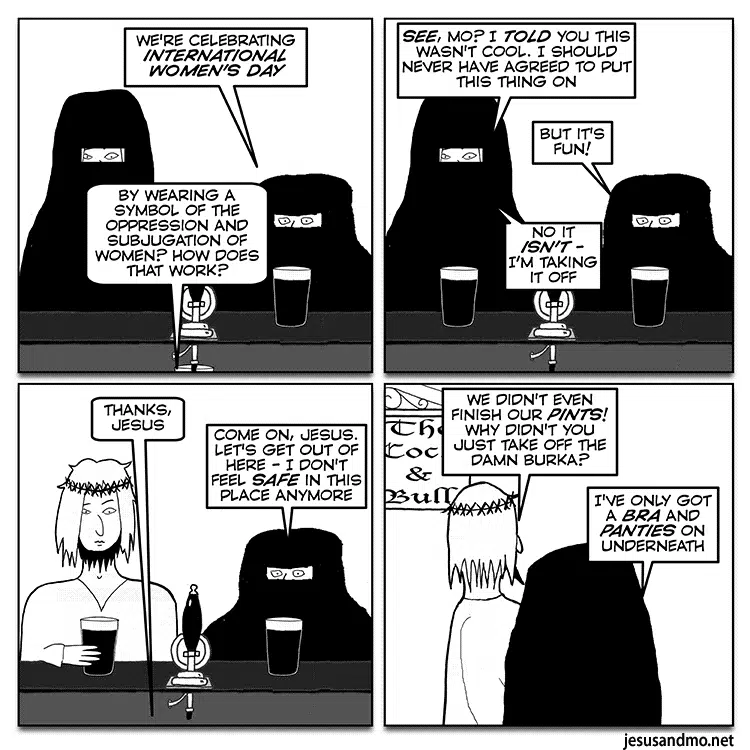 WE'RE CELEBRATING
INTERNATIONAL
WOMEN'S DAY
BY WEARING A
SYMBOL OF THE
OPPRESSION AND
SUBJUGATION OF
WOMEN? HOW DOES
THAT WORK?
SEE, MO? I TOLD YOU THIS
WASN'T COOL. I SHOULD
NEVER HAVE AGREED TO PUT
THIS THING ON
BUT IT'S
FUN!
NO IT
ISN'T -
I'M TAKING
IT OFF
THANKS,
JESUS
COME ON, JESUS.
LET'S GET OUT OF
HERE - I DON'T
FEEL SAFE IN THIS
PLACE ANYMORE
WE DIDN'T EVEN
FINISH OUR PINTS!
WHY DIDN'T YOU
JUST TAKE OFF THE
DAMN BURKA?
The
Coc
&
Bull
I'VE ONLY GOT
A BRA AND
PANTIES ON
UNDERNEATH
jesusandmo.net